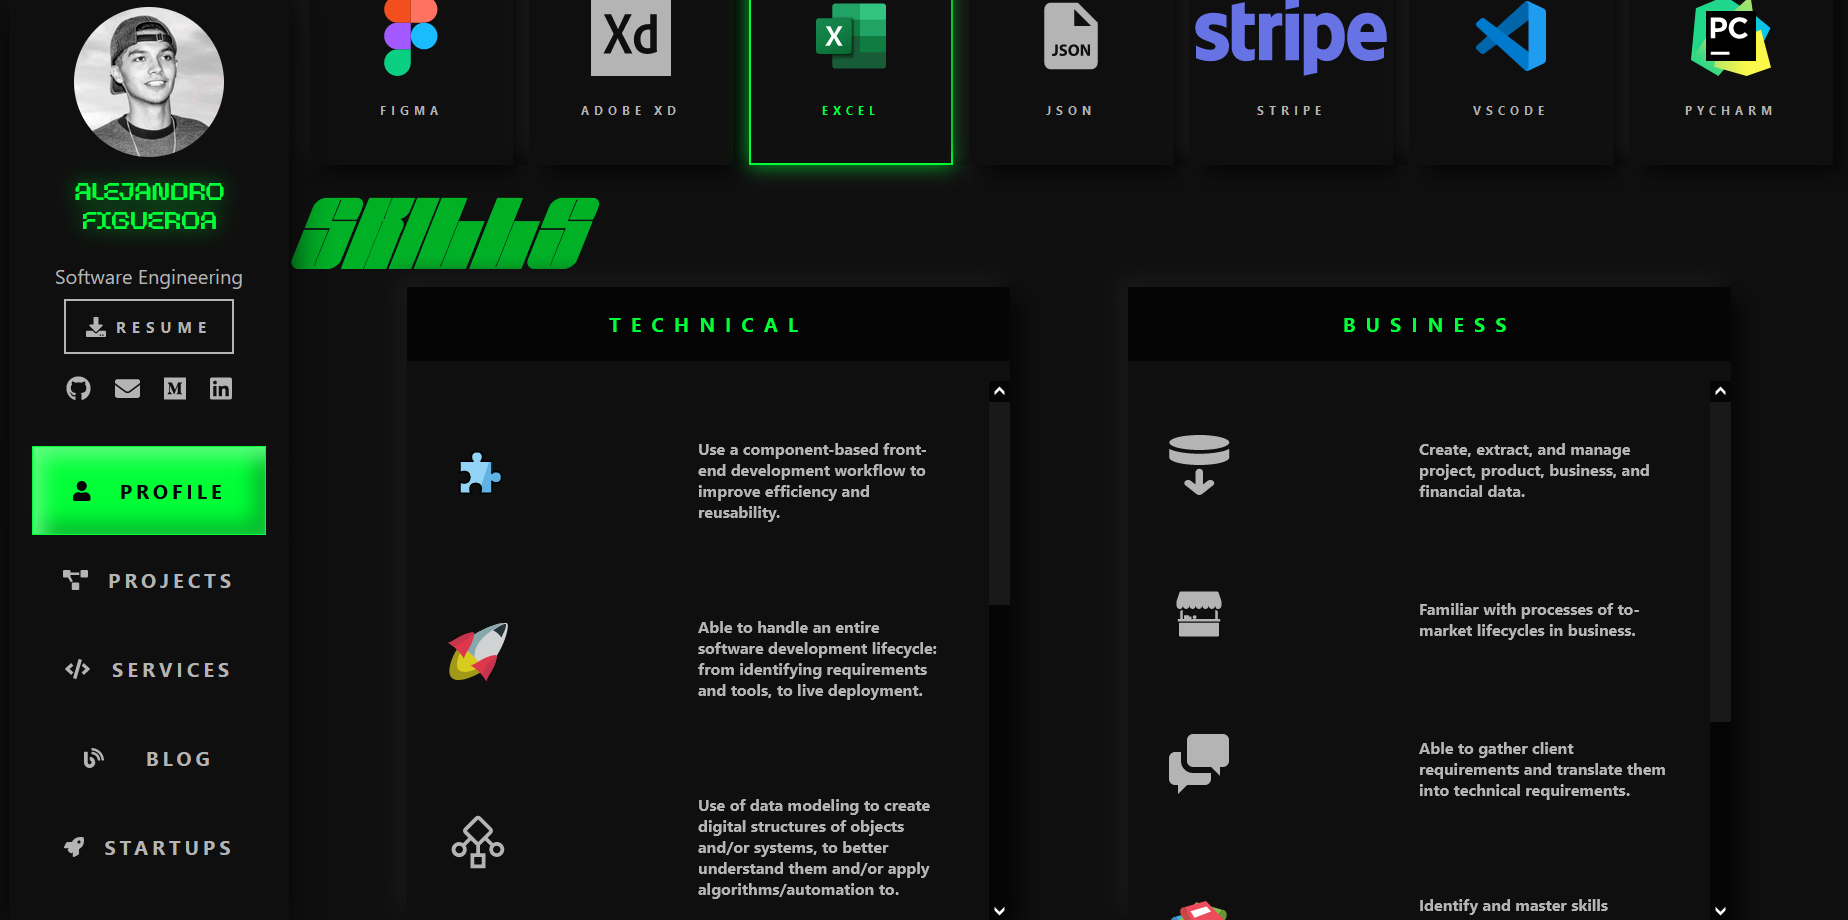 ALEJANDRO
FIGUEROA
Software Engineering
RESUME
M
in
PROFILE
PROJECTS
SERVICES
BLOG
STARTUPS
Xd
X
JSON
stripe
PC
FIGMA
ADOBE XD
EXCEL
JSON
STRIPE
VSCODE
PYCHARM
SKILLS
TECHNICAL
Use a component-based front-
end development workflow to
improve efficiency and
reusability.
Able to handle an entire
software development lifecycle:
from identifying requirements
and tools, to live deployment.
Use of data modeling to create
digital structures of objects
and/or systems, to better
understand them and/or apply
algorithms/automation to.
BUSINESS
Create, extract, and manage
project, product, business, and
financial data.
Familiar with processes of to-
market lifecycles in business.
Able to gather client
requirements and translate them
into technical requirements.
Identify and master skills